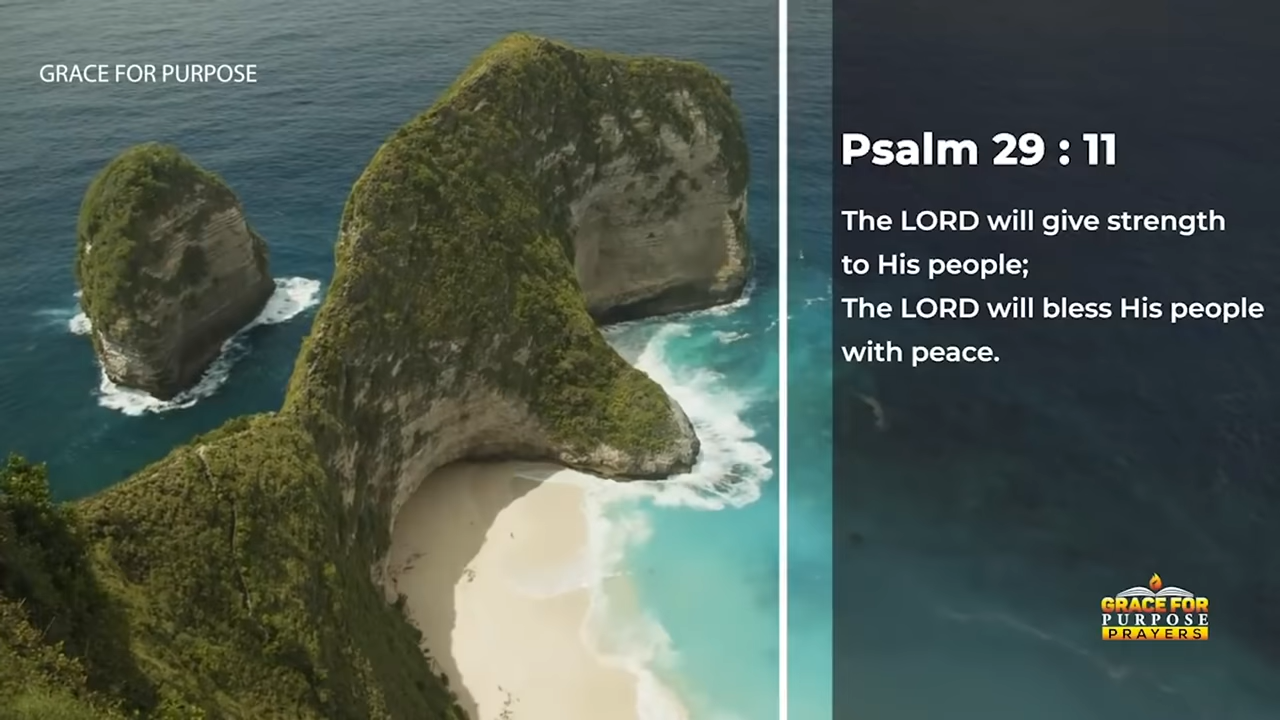 GRACE FOR PURPOSE
Psalm 29 : 11
The LORD will give strength
to His people;
The LORD will bless His people
with peace.
GRACE FOR
PURPOSE
PRAYERS